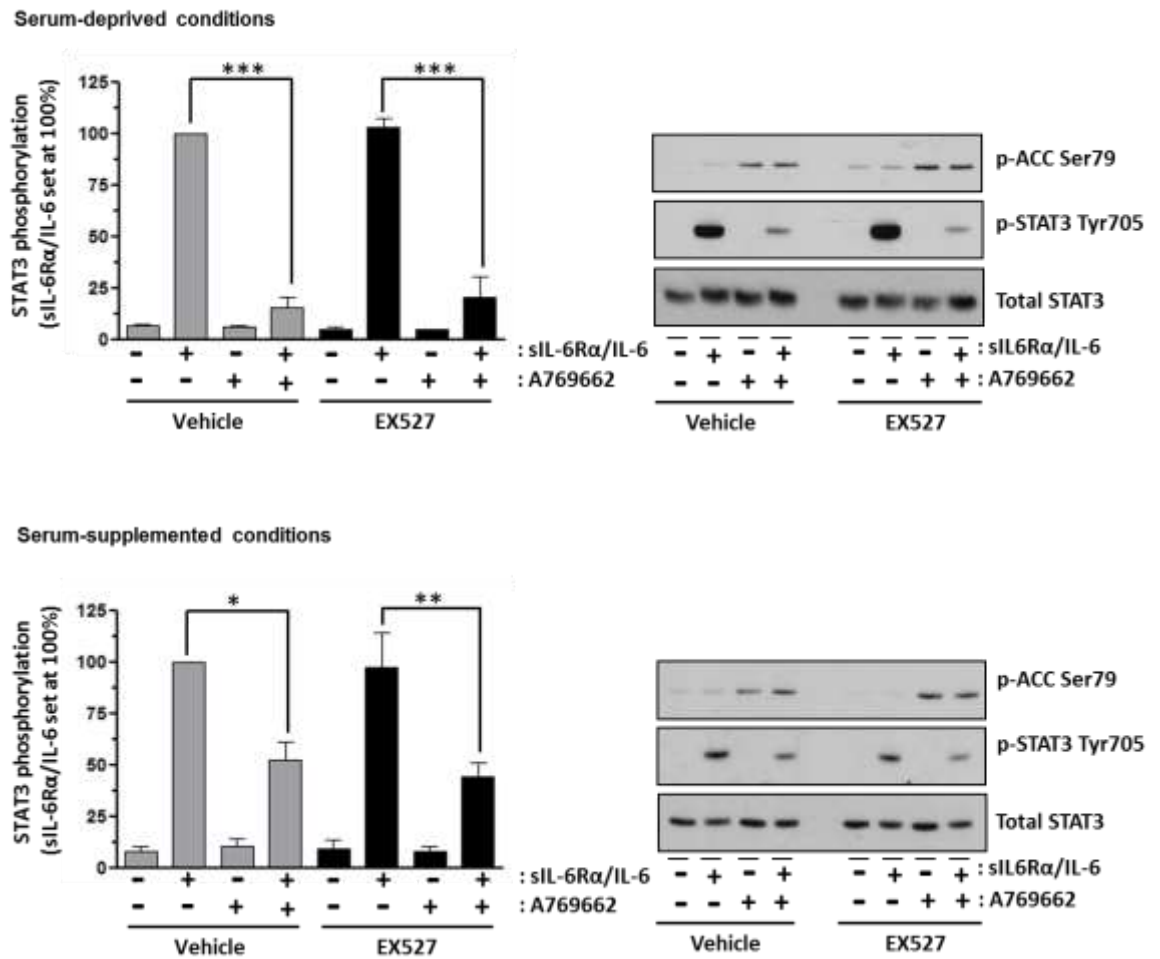 Serum-deprived conditions
STAT3 phosphorylation
(sIL-6Rα/IL-6 set at 100%)
125
100
75
50
25
0
*** ***
- + - + - + - + : sIL-6Rα/IL-6
- - + + - - + + : A769662
Vehicle EX527
p-ACC Ser79
p-STAT3 Tyr705
Total STAT3
- + - + - + - + : sIL6Rα/IL-6
- - + + - - + + : A769662
Vehicle EX527
Serum-supplemented conditions
STAT3 phosphorylation
(sIL-6Rα/IL-6 set at 100%)
125
100
75
50
25
0
* **
- + - + - + - + : sIL-6Rα/IL-6
- - + + - - + + : A769662
Vehicle EX527
p-ACC Ser79
p-STAT3 Tyr705
Total STAT3
- + - + - + - + : sIL6Rα/IL-6
- - + + - - + + : A769662
Vehicle EX527